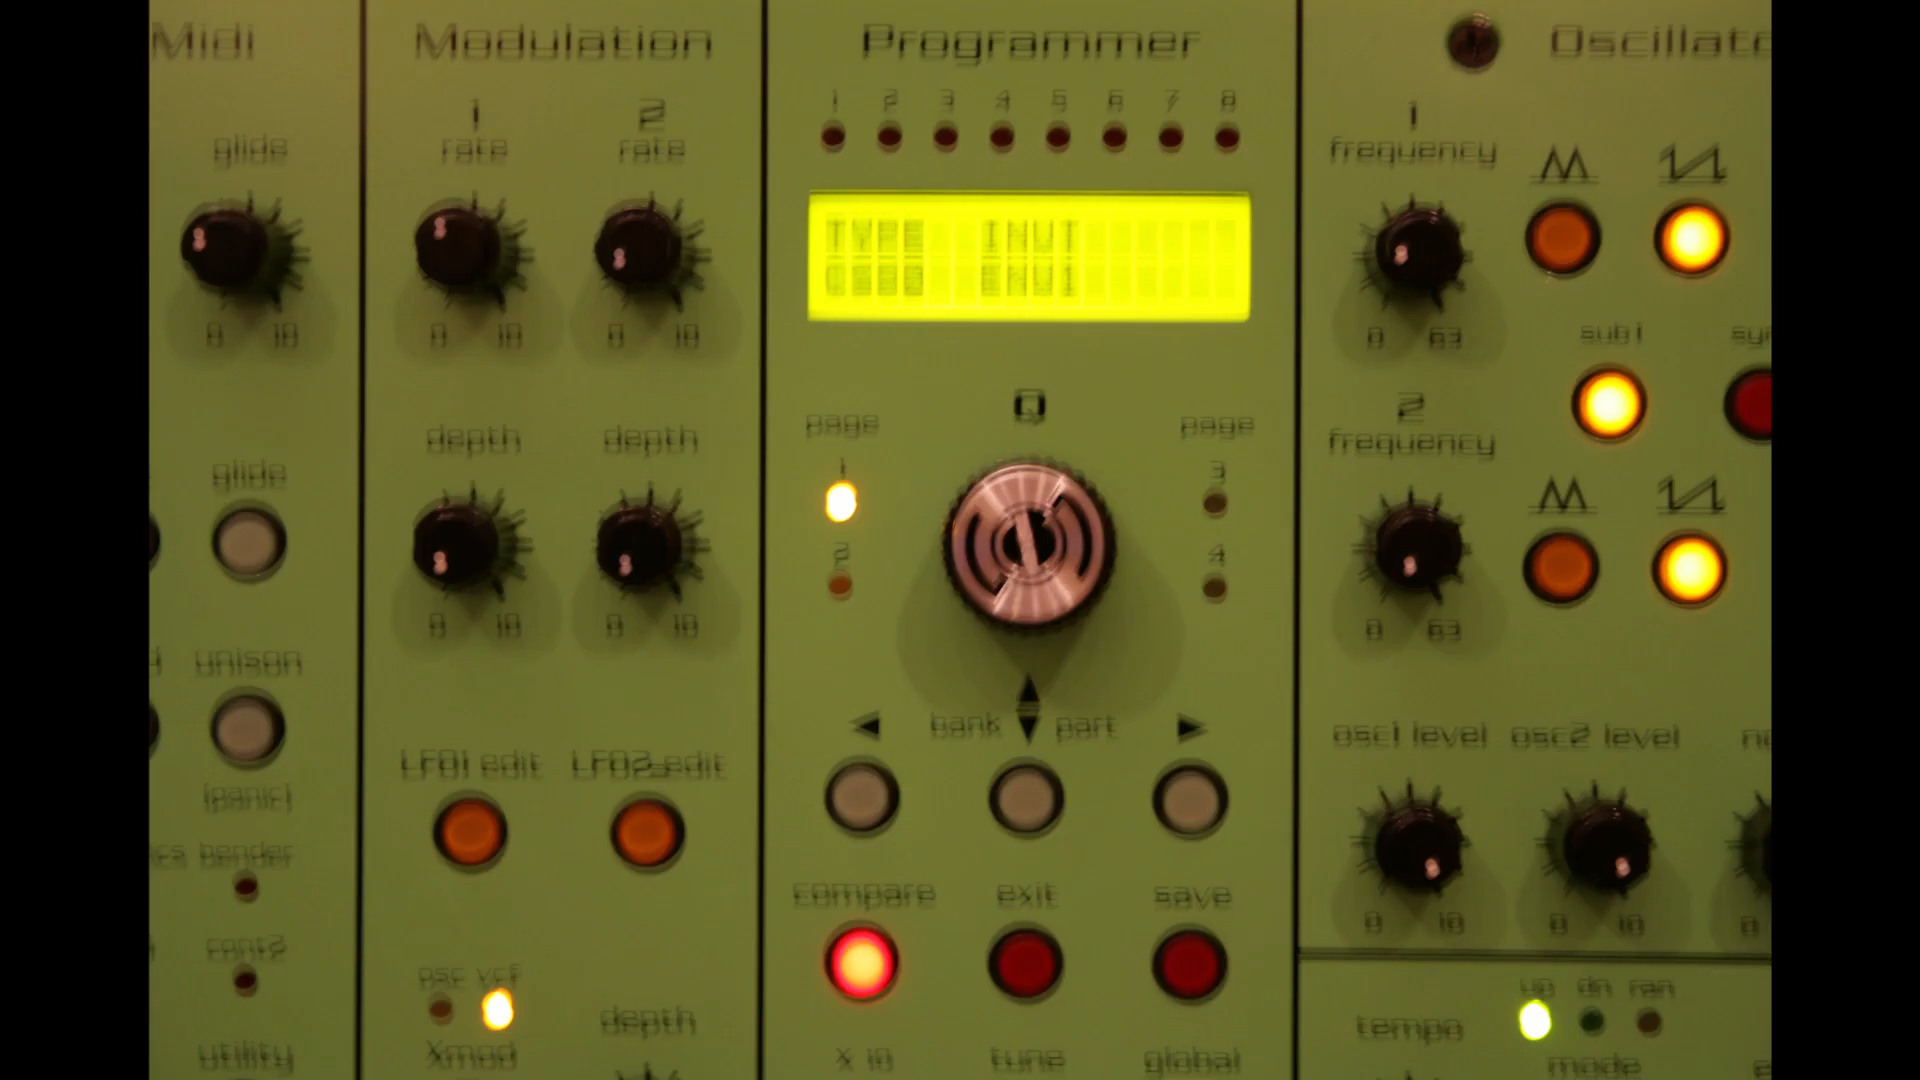 Midi
glide
0 10
glide
unison
(panic)
bender
cont2
utility
Modulation
1 2
rate rate
0 10 0 10
depth depth
0 10 0 10
LFO1 edit LFO2 edit
osc vcf
depth
Xmod
Programmer
1 2 3 4 5 6 7 8
TYPE
Q
page page
1 3
2 4
bank part
compare exit save
x 10 tune global
1
frequency
0 63
sub1
2
frequency
0 63
osc1 level osc2 level
0 10 0 10
up dn ran
tempo
mode